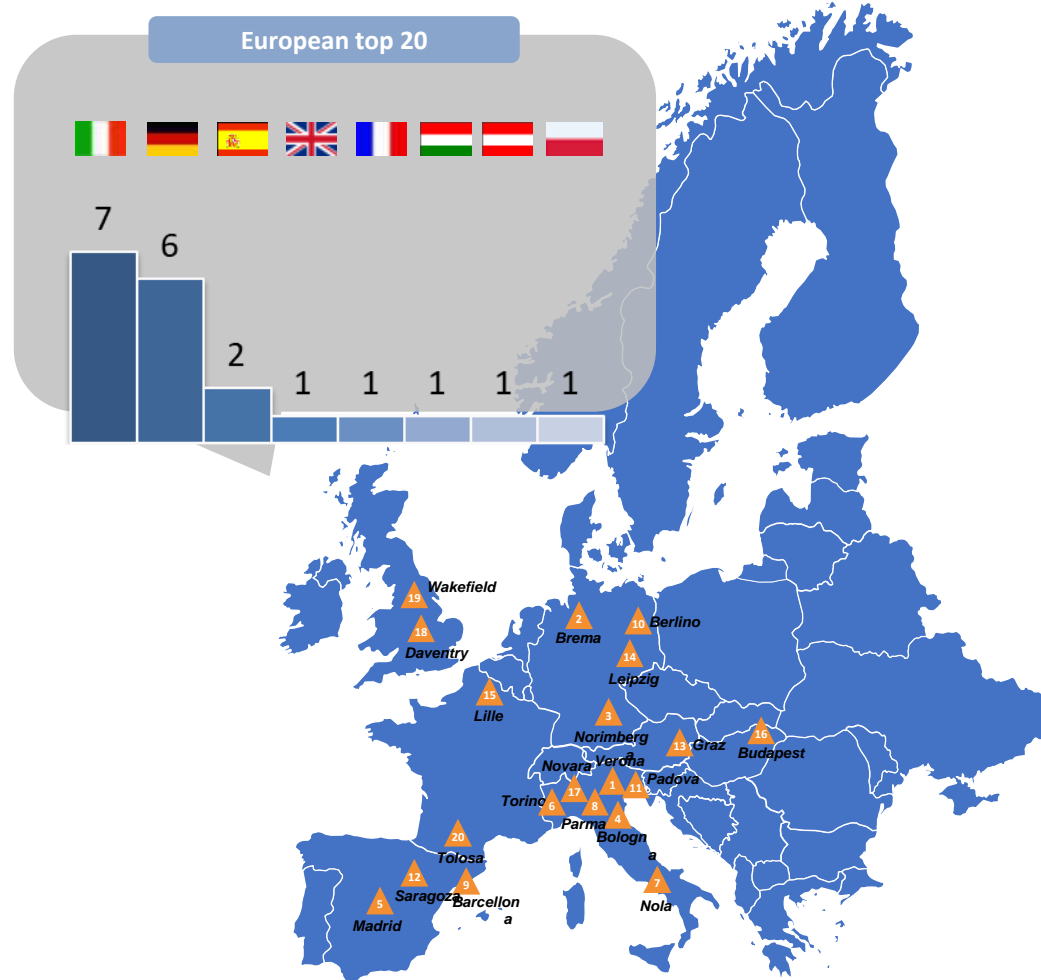 European top 20
7
6
2
1
1
1
1
1
19
Wakefield
18
Daventry
2
Brema
10
Berlino
14
Leipzig
15
Lille
3
Norimberg
a
13
Graz
16
Budapest
Novara
17
Verona
1
11
Padova
Torino
6
8
Parma
4
Bologn
a
20
Tolosa
12
Saragoza
9
Barcellon
a
5
Madrid
7
Nola